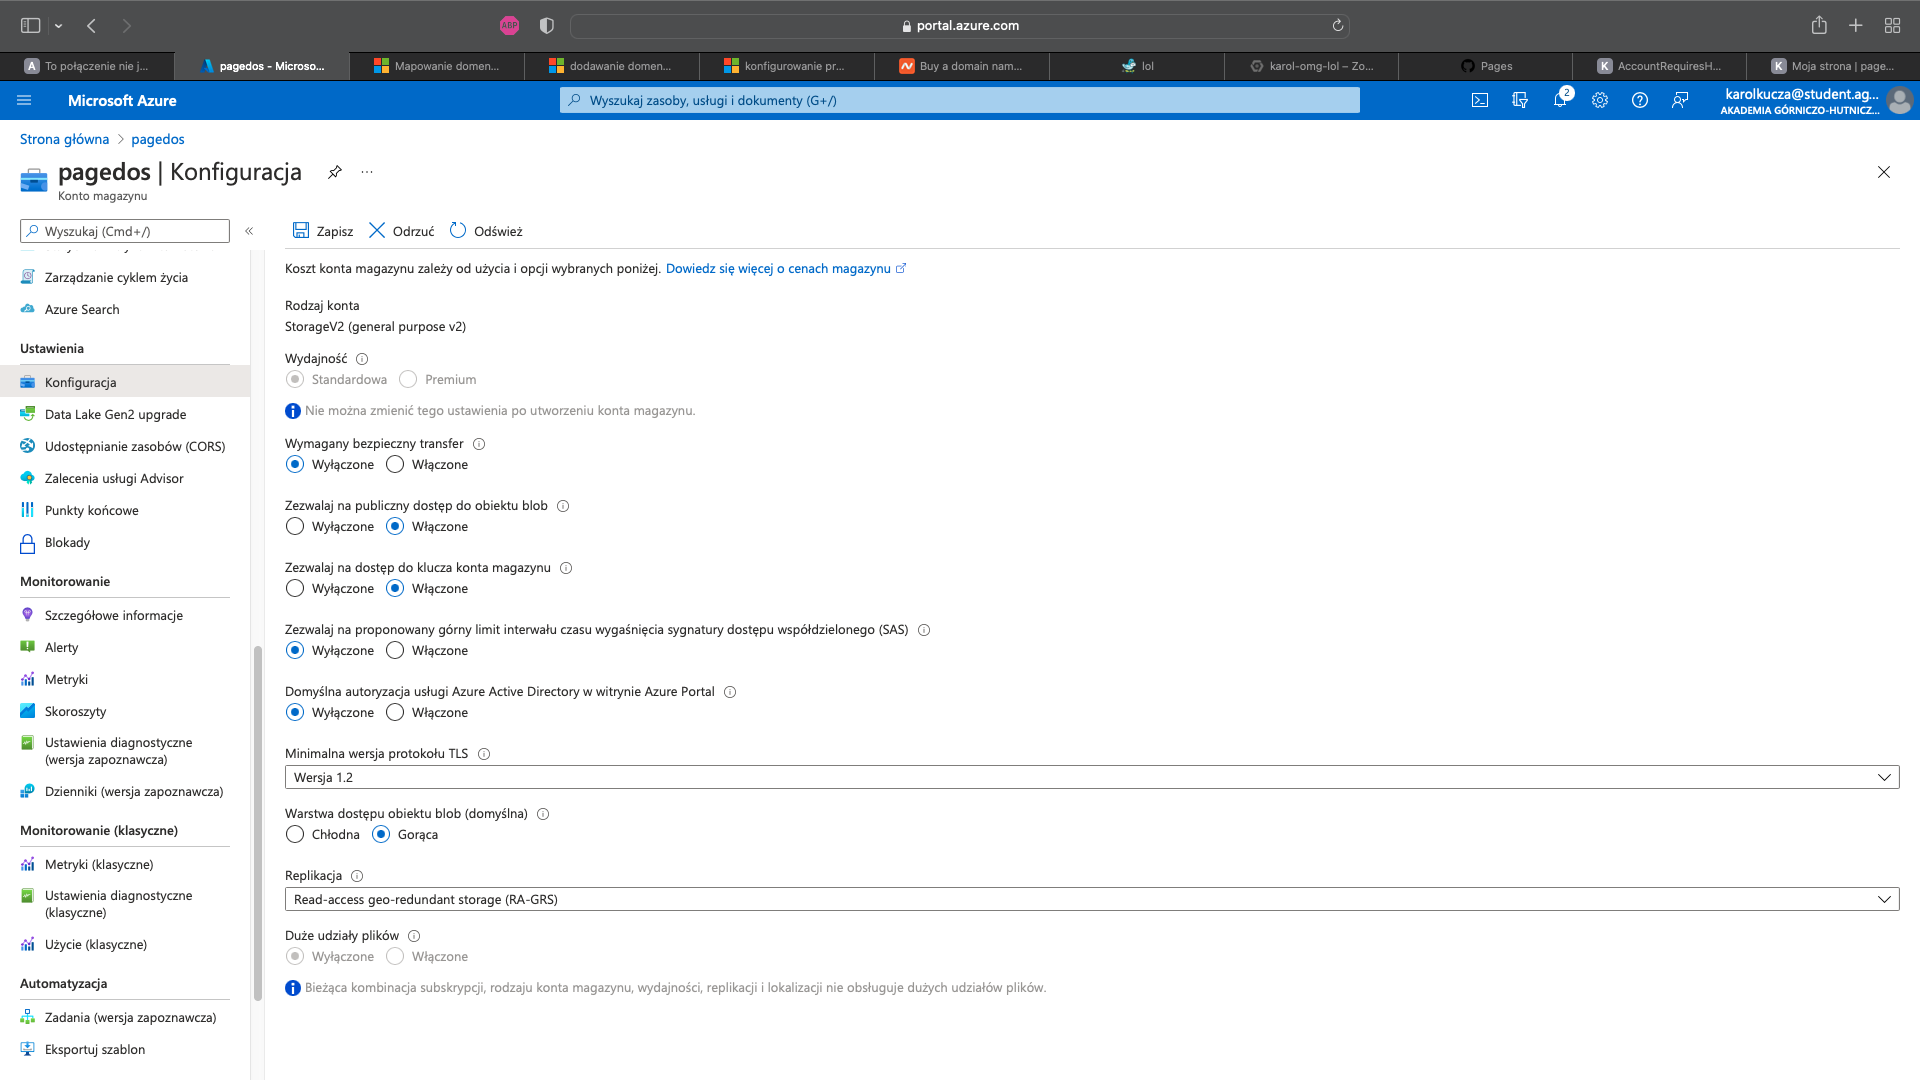 ABP
portal.azure.com
A To połączenie nie j...
pagedos - Microso...
Mapowanie domen...
dodawanie domen...
konfigurowanie pr...
Buy a domain nam...
lol
karol-omg-lol – Zo...
Pages
K AccountRequiresH...
K Moja strona | page...
Microsoft Azure
Wyszukaj zasoby, usługi i dokumenty (G+/)
2
karolkucza@student.ag...
AKADEMIA GÓRNICZO-HUTNICZ...
Strona główna > pagedos
pagedos | Konfiguracja
...
Konto magazynu
Wyszukaj (Cmd+/)
«
Zapisz
Odrzuć
Odśwież
Zarządzanie cyklem życia
Azure Search
Ustawienia
Konfiguracja
Data Lake Gen2 upgrade
Udostępnianie zasobów (CORS)
Zalecenia usługi Advisor
Punkty końcowe
Blokady
Monitorowanie
Szczegółowe informacje
Alerty
Metryki
Skoroszyty
Ustawienia diagnostyczne
(wersja zapoznawcza)
Dzienniki (wersja zapoznawcza)
Monitorowanie (klasyczne)
Metryki (klasyczne)
Ustawienia diagnostyczne
(klasyczne)
Użycie (klasyczne)
Automatyzacja
Zadania (wersja zapoznawcza)
Eksportuj szablon
Koszt konta magazynu zależy od użycia i opcji wybranych poniżej. Dowiedz się więcej o cenach magazynu
Rodzaj konta
StorageV2 (general purpose v2)
Wydajność
Standardowa Premium
Nie można zmienić tego ustawienia po utworzeniu konta magazynu.
Wymagany bezpieczny transfer
Wyłączone Włączone
Zezwalaj na publiczny dostęp do obiektu blob
Wyłączone Włączone
Zezwalaj na dostęp do klucza konta magazynu
Wyłączone Włączone
Zezwalaj na proponowany górny limit interwału czasu wygaśnięcia sygnatury dostępu współdzielonego (SAS)
Wyłączone Włączone
Domyślna autoryzacja usługi Azure Active Directory w witrynie Azure Portal
Wyłączone Włączone
Minimalna wersja protokołu TLS
Wersja 1.2
Warstwa dostępu obiektu blob (domyślna)
Chłodna Gorąca
Replikacja
Read-access geo-redundant storage (RA-GRS)
Duże udziały plików
Wyłączone Włączone
Bieżąca kombinacja subskrypcji, rodzaju konta magazynu, wydajności, replikacji i lokalizacji nie obsługuje dużych udziałów plików.